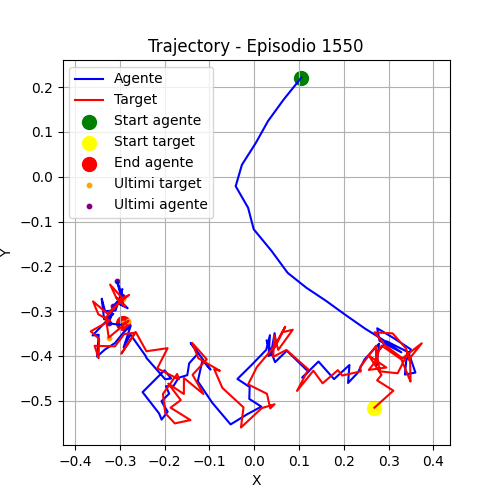 Trajectory - Episodio 1550
Agente
Target
Start agente
Start target
End agente
Ultimi target
Ultimi agente
Y
0.2
0.1
0.0
−0.1
−0.2
−0.3
−0.4
−0.5
−0.4 −0.3 −0.2 −0.1 0.0 0.1 0.2 0.3 0.4
X